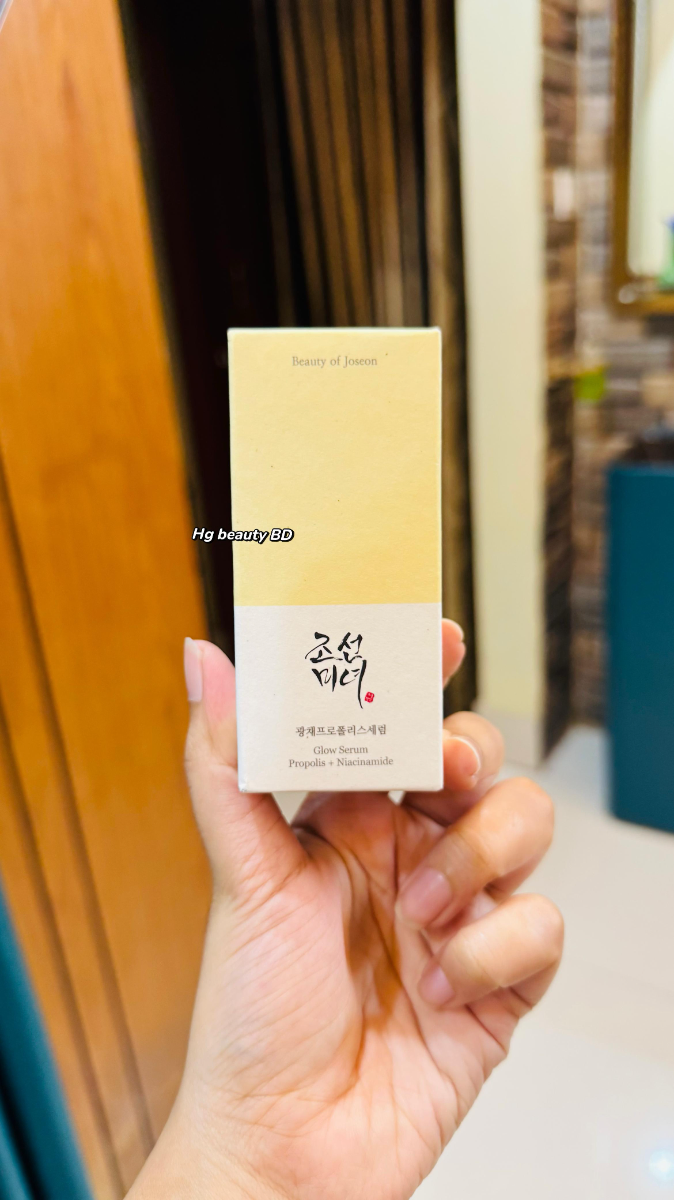 Beauty of Joseon
Hg beauty BD
조선
미녀
광채프로폴리스세럼
Glow Serum
Propolis + Niacinamide